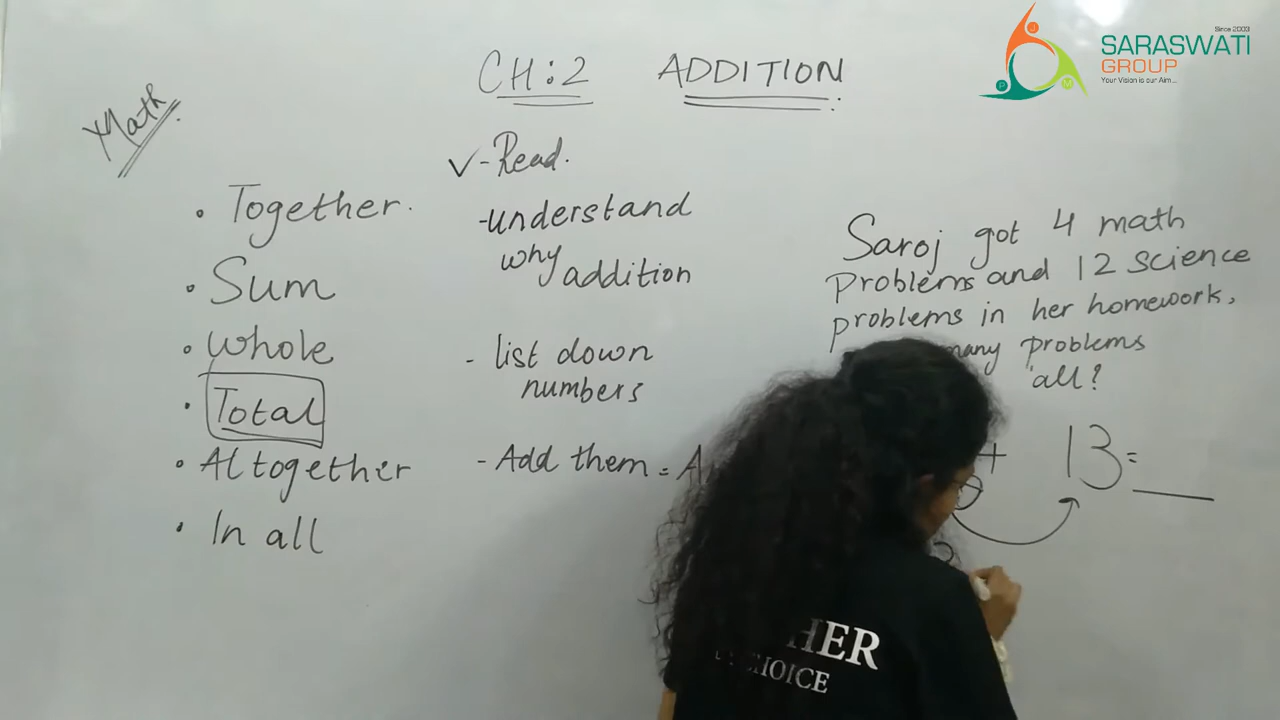 Since 2003
SARASWATI
GROUP
Your Vision is our Aim...
J
P
M
Math
CH:2 ADDITION
• Together.
• Sum
• Whole
• Total
• Altogether
• In all
✓-Read.
-understand
why addition
- list down
numbers
- Add them = A
Saroj got 4 math
Problems and 12 science
problems in her homework,
many problems
all?
+ 13 = ___
HER
CHOICE